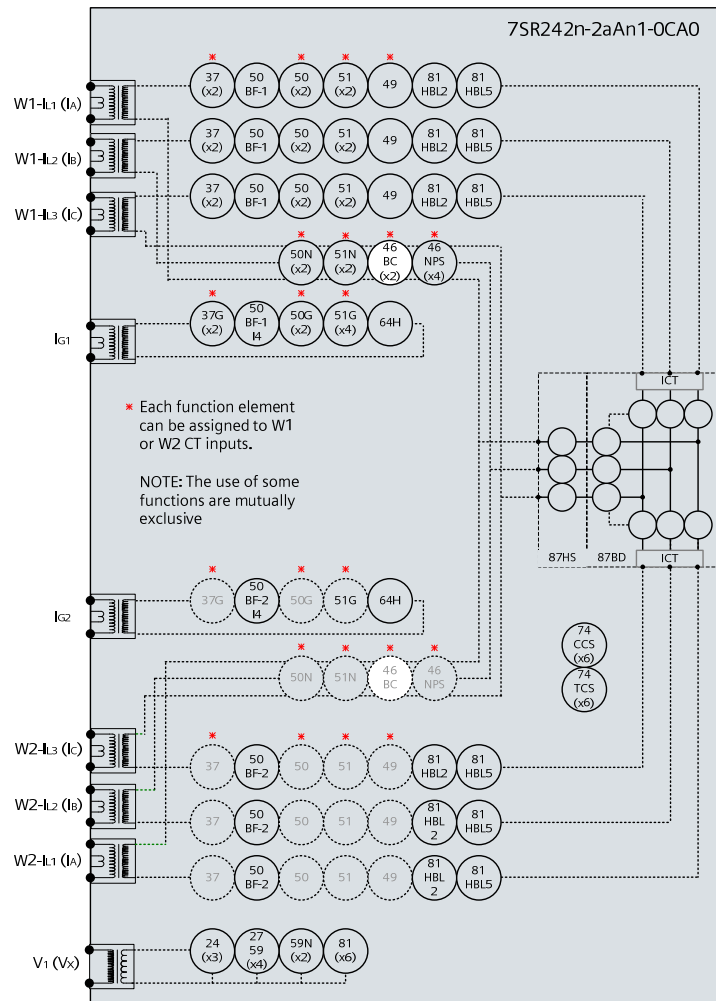 7SR242n-2aAn1-0CA0
* * * *
W1-IL1 (IA)
37 (x2)
50 BF-1
50 (x2)
51 (x2)
49
81 HBL2
81 HBL5
W1-IL2 (IB)
37 (x2)
50 BF-1
50 (x2)
51 (x2)
49
81 HBL2
81 HBL5
W1-IL3 (IC)
37 (x2)
50 BF-1
50 (x2)
51 (x2)
49
81 HBL2
81 HBL5
* * * *
50N (x2)
51N (x2)
46 BC (x2)
46 NPS (x4)
* * *
IG1
37G (x2)
50 BF-1 I4
50G (x2)
51G (x4)
64H
ICT
* Each function element
can be assigned to W1
or W2 CT inputs.
NOTE: The use of some
functions are mutually
exclusive
87HS
87BD
ICT
* * *
IG2
37G
50 BF-2 I4
50G
51G
64H
74 CCS (x6)
74 TCS (x6)
* * * *
50N
51N
46 BC
46 NPS
* * * *
W2-IL3 (IC)
37
50 BF-2
50
51
49
81 HBL2
81 HBL5
W2-IL2 (IB)
37
50 BF-2
50
51
49
81 HBL 2
81 HBL5
W2-IL1 (IA)
37
50 BF-2
50
51
49
81 HBL 2
81 HBL5
V1 (VX)
24 (x3)
27 59 (x4)
59N (x2)
81 (x6)